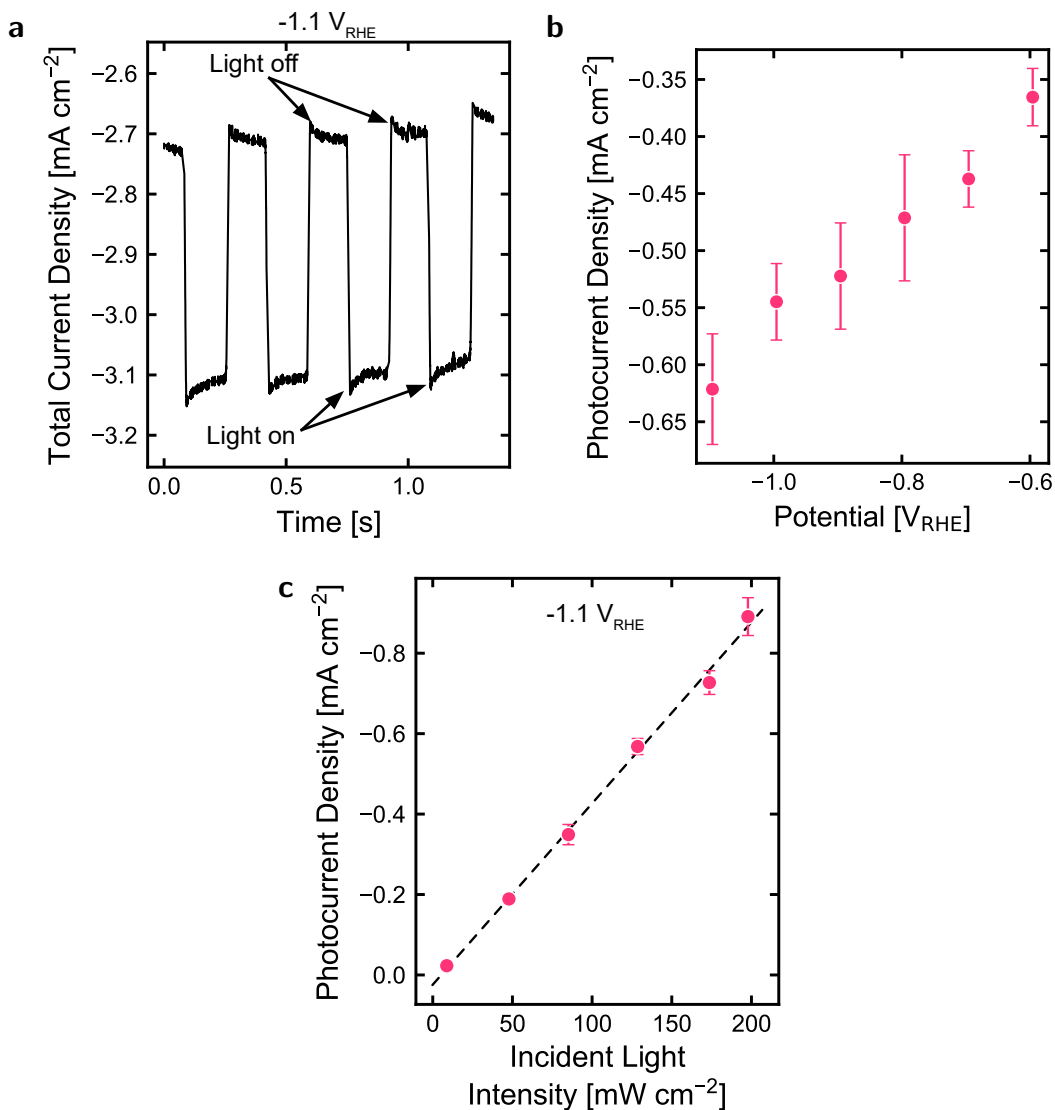 a
-1.1 V_RHE
Total Current Density [mA cm⁻²]
−2.6
−2.7
−2.8
−2.9
−3.0
−3.1
−3.2
Light off
Light on
0.0 0.5 1.0
Time [s]
b
Photocurrent Density [mA cm⁻²]
−0.35
−0.40
−0.45
−0.50
−0.55
−0.60
−0.65
−1.0 −0.8 −0.6
Potential [V_RHE]
c
-1.1 V_RHE
Photocurrent Density [mA cm⁻²]
−0.8
−0.6
−0.4
−0.2
0.0
0 50 100 150 200
Incident Light
Intensity [mW cm⁻²]